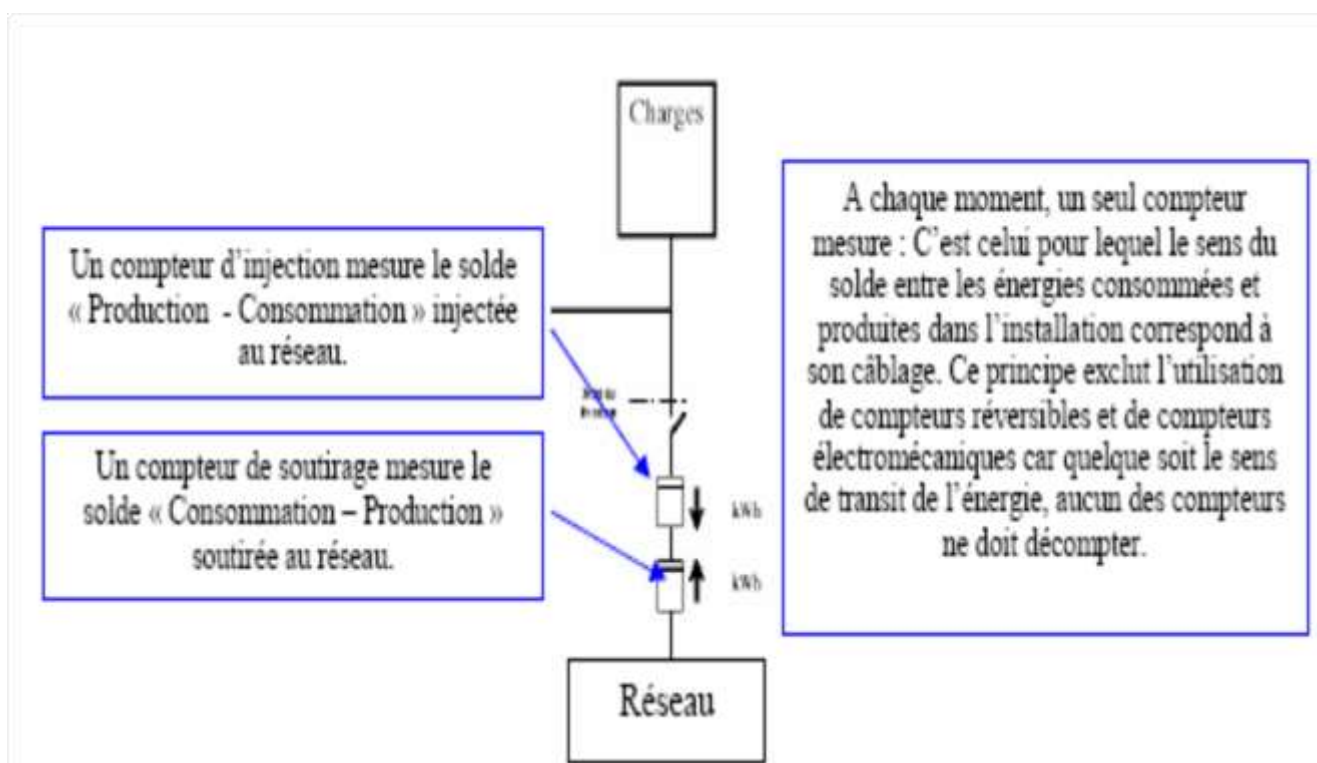 Charges
Un compteur d'injection mesure le solde
« Production - Consommation » injectée
au réseau.
Un compteur de soutirage mesure le
solde « Consommation – Production »
soutirée au réseau.
kWh
kWh
Réseau
A chaque moment, un seul compteur
mesure : C'est celui pour lequel le sens du
solde entre les énergies consommées et
produites dans l'installation correspond à
son câblage. Ce principe exclut l'utilisation
de compteurs réversibles et de compteurs
électromécaniques car quelque soit le sens
de transit de l'énergie, aucun des compteurs
ne doit décompter.